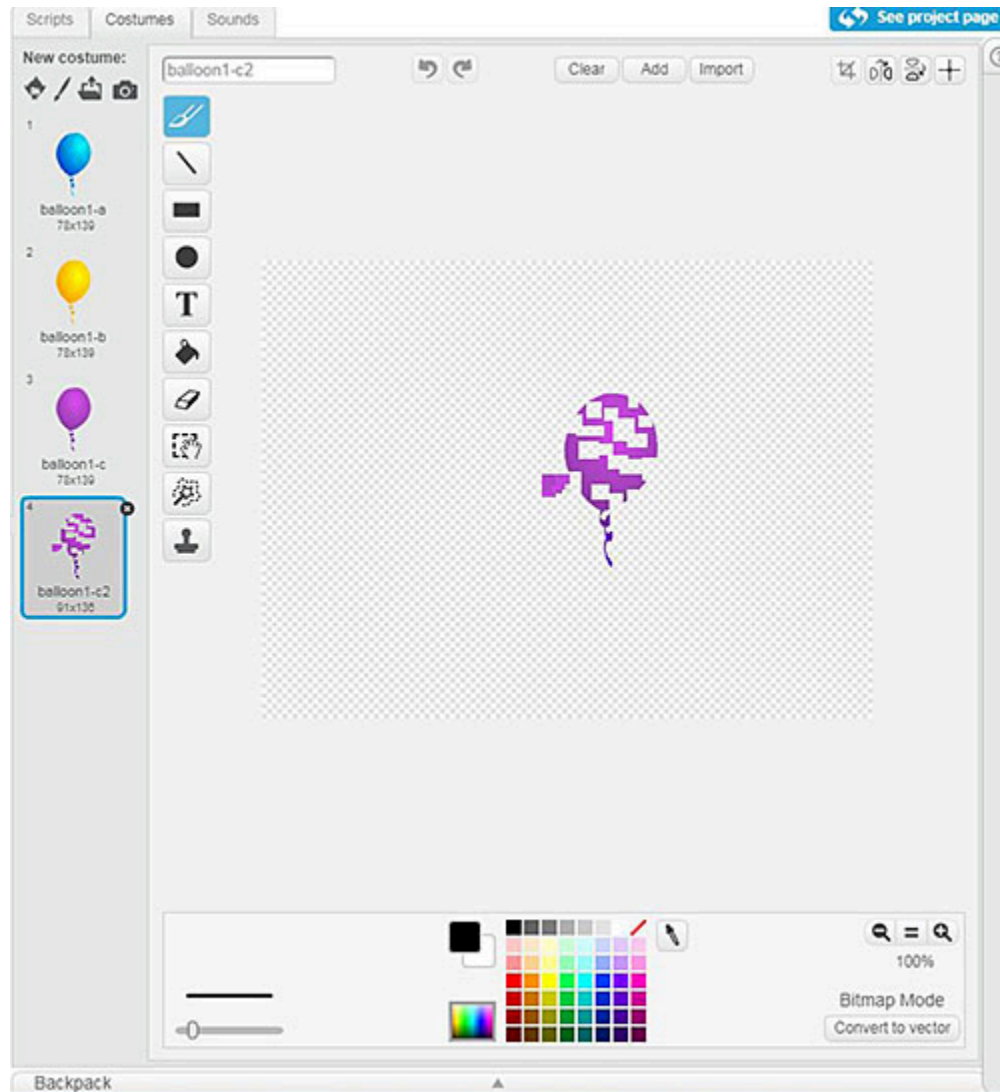 Scripts Costumes Sounds
See project page
New costume:
balloon1-c2
Clear Add Import
1
balloon1-a
78x139
2
balloon1-b
78x139
3
balloon1-c
78x139
4
balloon1-c2
T
100%
Bitmap Mode
Convert to vector
Backpack